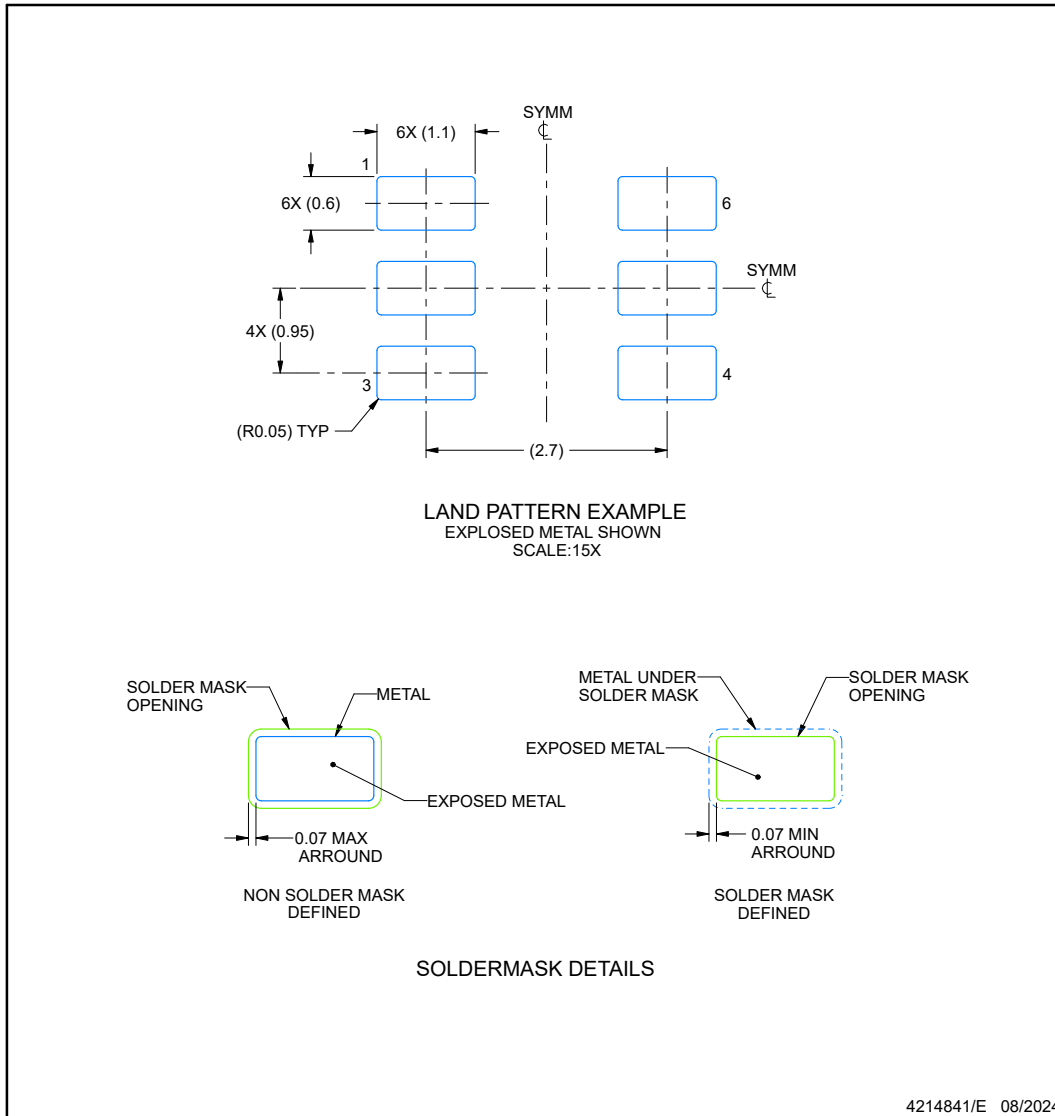 SYMM
℄
6X (1.1)
1
6X (0.6)
6
SYMM
℄
4X (0.95)
3
4
(R0.05) TYP
(2.7)
LAND PATTERN EXAMPLE
EXPLOSED METAL SHOWN
SCALE:15X
SOLDER MASK
OPENING
METAL
EXPOSED METAL
0.07 MAX
ARROUND
NON SOLDER MASK
DEFINED
METAL UNDER
SOLDER MASK
SOLDER MASK
OPENING
EXPOSED METAL
0.07 MIN
ARROUND
SOLDER MASK
DEFINED
SOLDERMASK DETAILS
4214841/E 08/2024